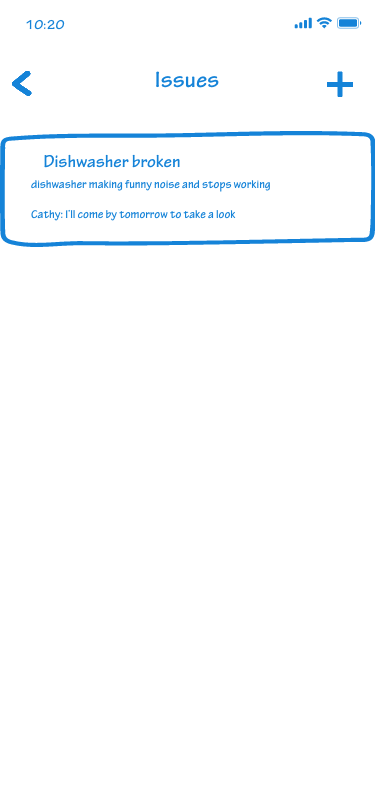 10:20
Issues
Dishwasher broken
dishwasher making funny noise and stops working
Cathy: I'll come by tomorrow to take a look